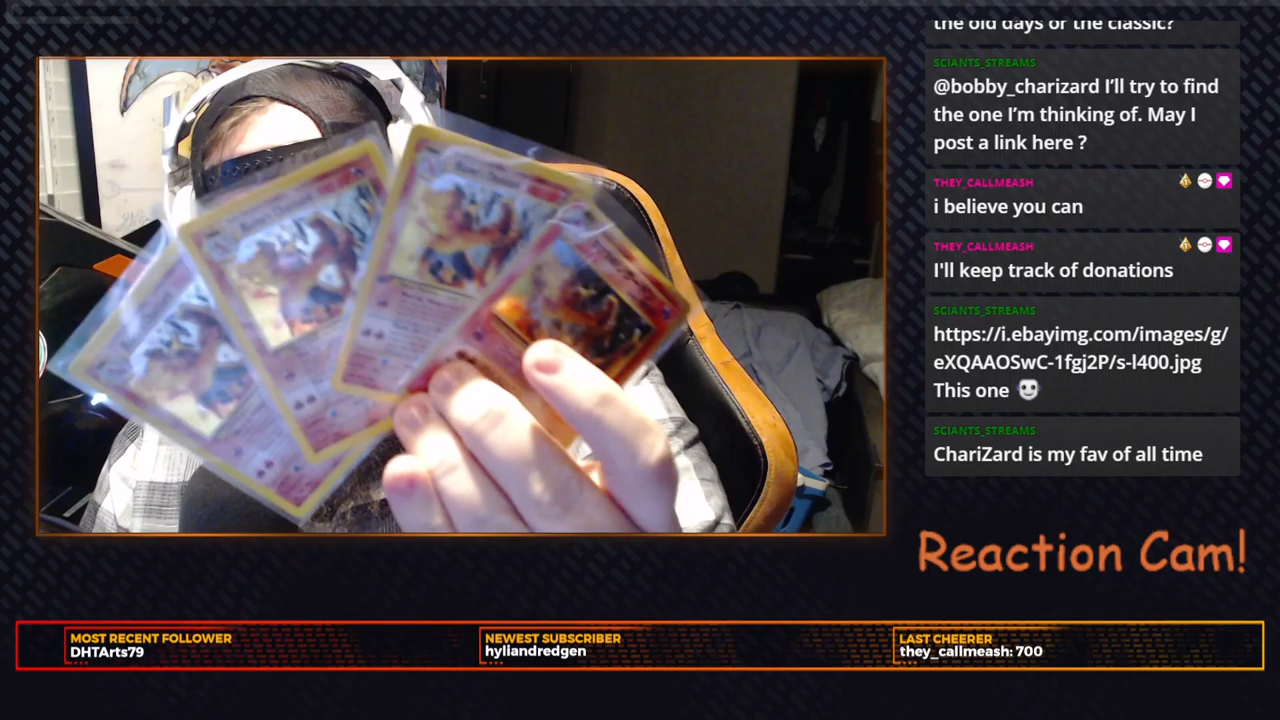 the old days or the classic?
SCIANTS_STREAMS
@bobby_charizard I'll try to find
the one I'm thinking of. May I
post a link here ?
THEY_CALLMEASH
i believe you can
THEY_CALLMEASH
I'll keep track of donations
SCIANTS_STREAMS
https://i.ebayimg.com/images/g/
eXQAAOSwC-1fgj2P/s-l400.jpg
This one
SCIANTS_STREAMS
ChariZard is my fav of all time
Reaction Cam!
MOST RECENT FOLLOWER
DHTArts79
NEWEST SUBSCRIBER
hyliandredgen
LAST CHEERER
they_callmeash: 700